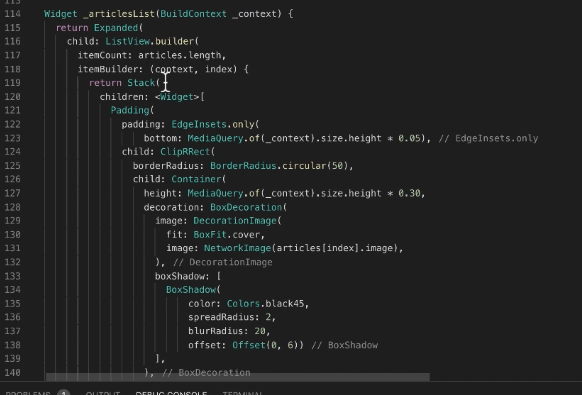 113
114 Widget _articlesList(BuildContext _context) {
115 return Expanded(
116 child: ListView.builder(
117 itemCount: articles.length,
118 itemBuilder: (context, index) {
119 return Stack(
120 children: <Widget>[
121 Padding(
122 padding: EdgeInsets.only(
123 bottom: MediaQuery.of(_context).size.height * 0.05), // EdgeInsets.only
124 child: ClipRRect(
125 borderRadius: BorderRadius.circular(50),
126 child: Container(
127 height: MediaQuery.of(_context).size.height * 0.30,
128 decoration: BoxDecoration(
129 image: DecorationImage(
130 fit: BoxFit.cover,
131 image: NetworkImage(articles[index].image),
132 ), // DecorationImage
133 boxShadow: [
134 BoxShadow(
135 color: Colors.black45,
136 spreadRadius: 2,
137 blurRadius: 20,
138 offset: Offset(0, 6)) // BoxShadow
139 ],
140 ), // BoxDecoration
PROBLEMS 1 OUTPUT DEBUG CONSOLE TERMINAL